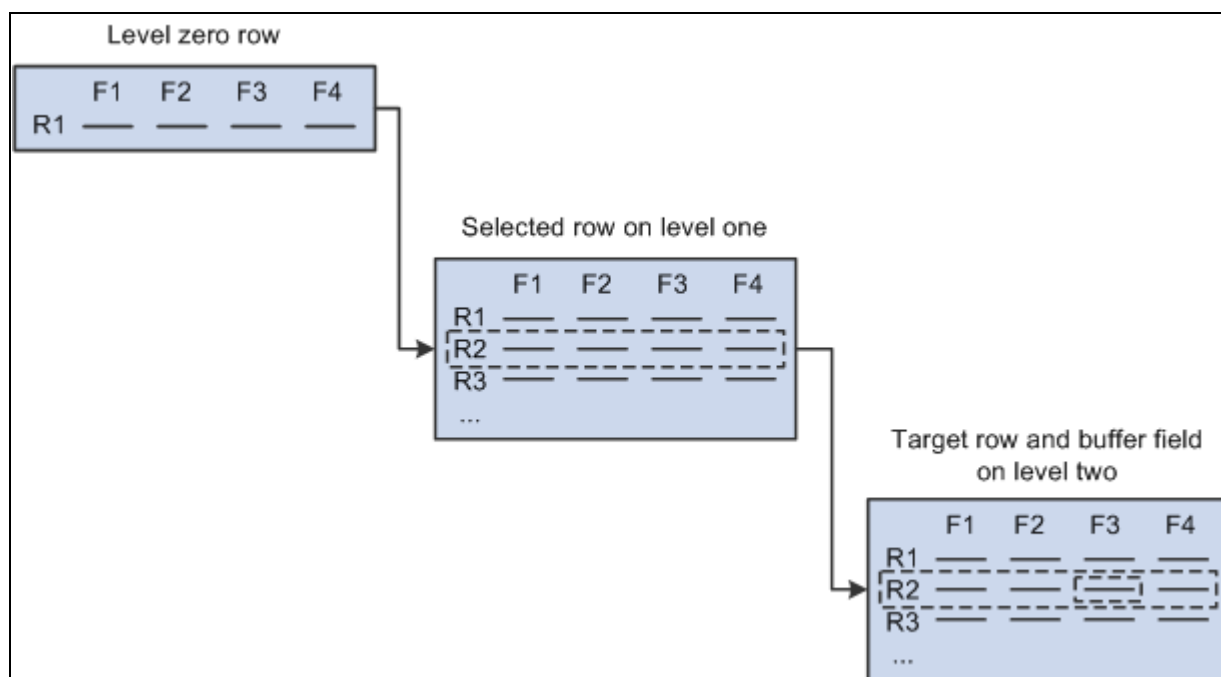 Level zero row
F1 F2 F3 F4
R1
Selected row on level one
F1 F2 F3 F4
R1
R2
R3
...
Target row and buffer field
on level two
F1 F2 F3 F4
R1
R2
R3
...